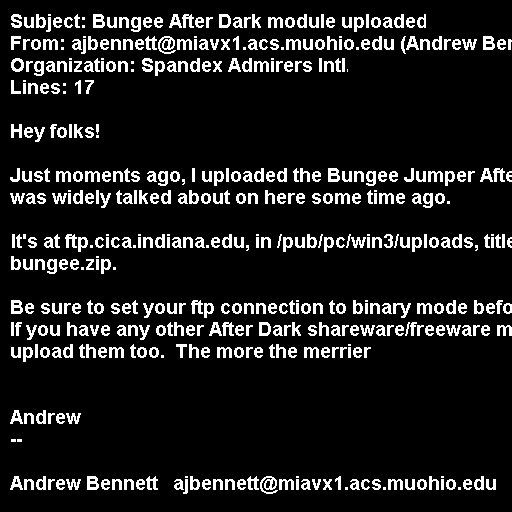 Subject: Bungee After Dark module uploaded
From: ajbennett@miavx1.acs.muohio.edu (Andrew Ben
Organization: Spandex Admirers Intl.
Lines: 17

Hey folks!

Just moments ago, I uploaded the Bungee Jumper Afte
was widely talked about on here some time ago.

It's at ftp.cica.indiana.edu, in /pub/pc/win3/uploads, title
bungee.zip.

Be sure to set your ftp connection to binary mode befo
If you have any other After Dark shareware/freeware m
upload them too.  The more the merrier

Andrew
--

Andrew Bennett   ajbennett@miavx1.acs.muohio.edu